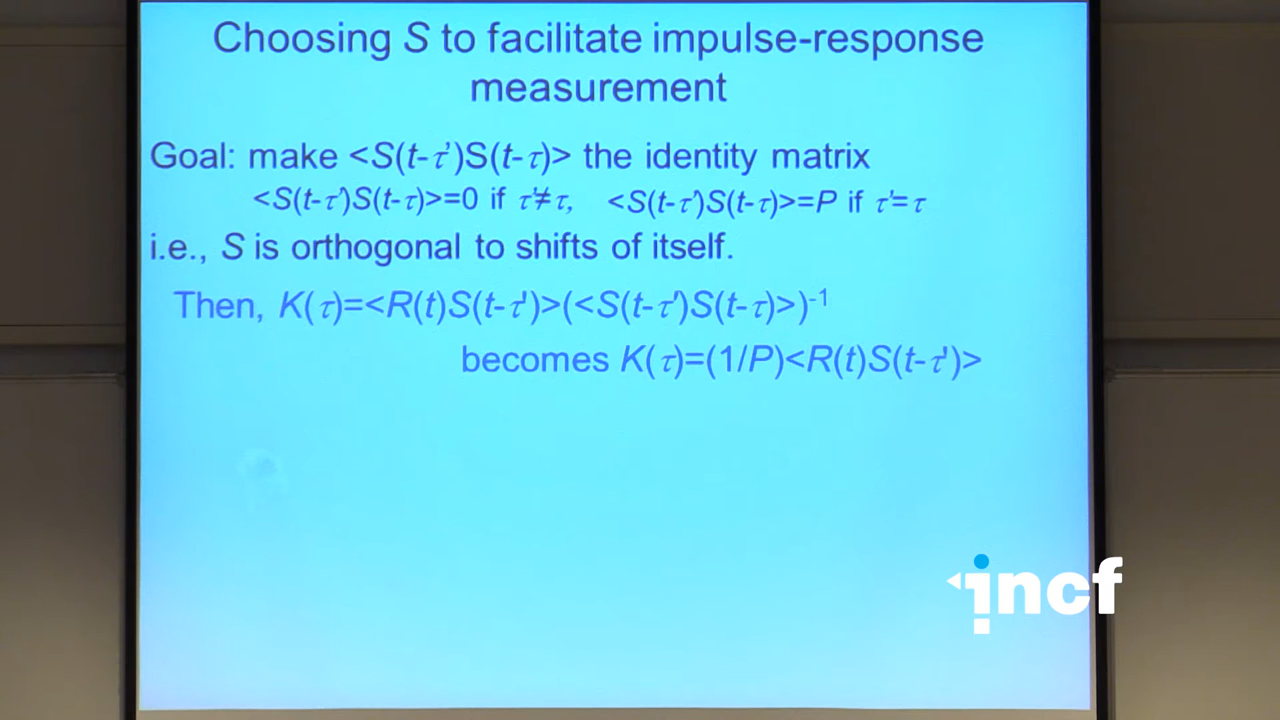 Choosing S to facilitate impulse-response
measurement
Goal: make <S(t-τ')S(t-τ)> the identity matrix
<S(t-τ')S(t-τ)>=0 if τ'≠τ, <S(t-τ')S(t-τ)>=P if τ'=τ
i.e., S is orthogonal to shifts of itself.
Then, K(τ)=<R(t)S(t-τ')>(<S(t-τ')S(t-τ)>)⁻¹
becomes K(τ)=(1/P)<R(t)S(t-τ')>
incf